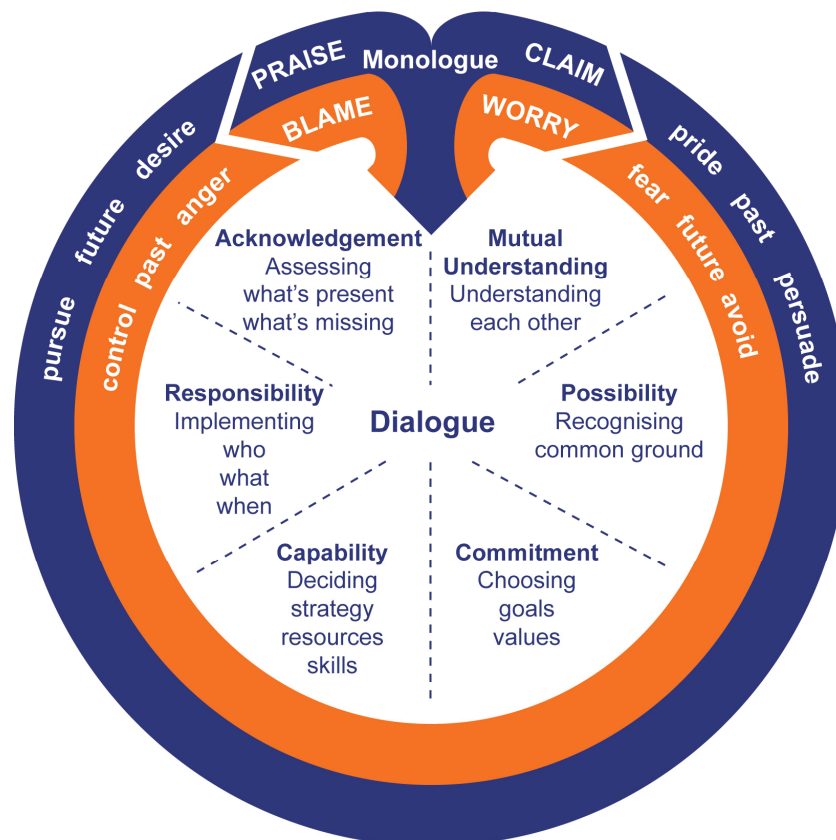 PRAISE
Monologue
CLAIM
BLAME
WORRY
pursue future desire
control past anger
pride past persuade
fear future avoid
Acknowledgement
Assessing
what's present
what's missing
Mutual
Understanding
Understanding
each other
Responsibility
Implementing
who
what
when
Dialogue
Possibility
Recognising
common ground
Capability
Deciding
strategy
resources
skills
Commitment
Choosing
goals
values